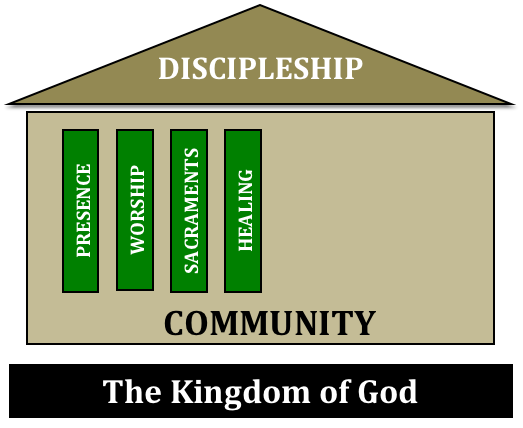 DISCIPLESHIP
PRESENCE
WORSHIP
SACRAMENTS
HEALING
COMMUNITY
The Kingdom of God